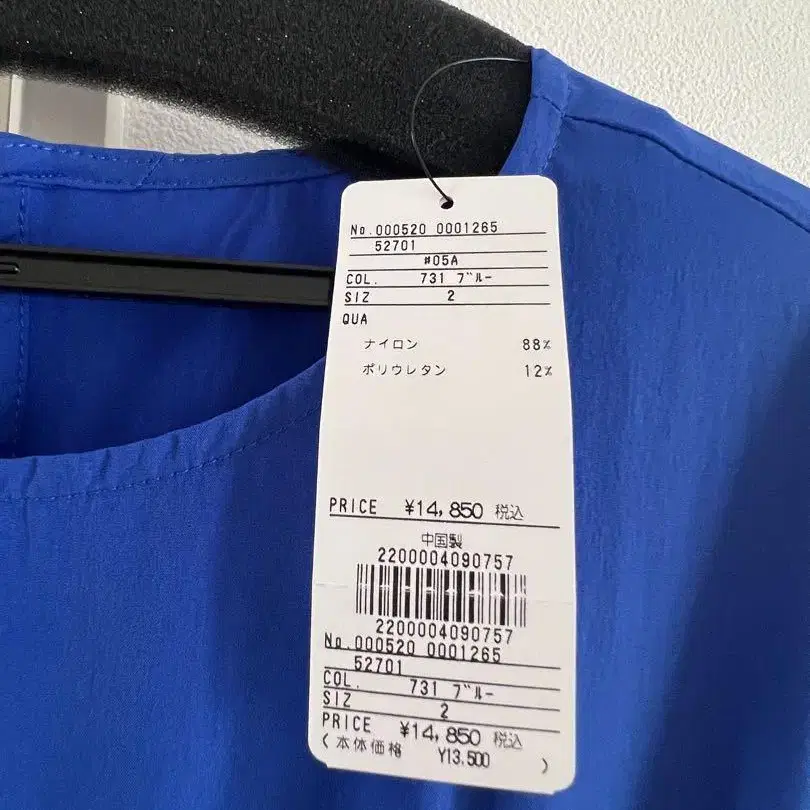 No.000520 0001265
52701
#05A
COL. 731 ブルー
SIZ 2
QUA
ナイロン 88%
ポリウレタン 12%
PRICE ¥14,850 税込
中国製
2200004090757
2200004090757
No.000520 0001265
52701
COL. 731 ブルー
SIZ 2
PRICE ¥14,850 税込
(本体価格 ¥13,500 )